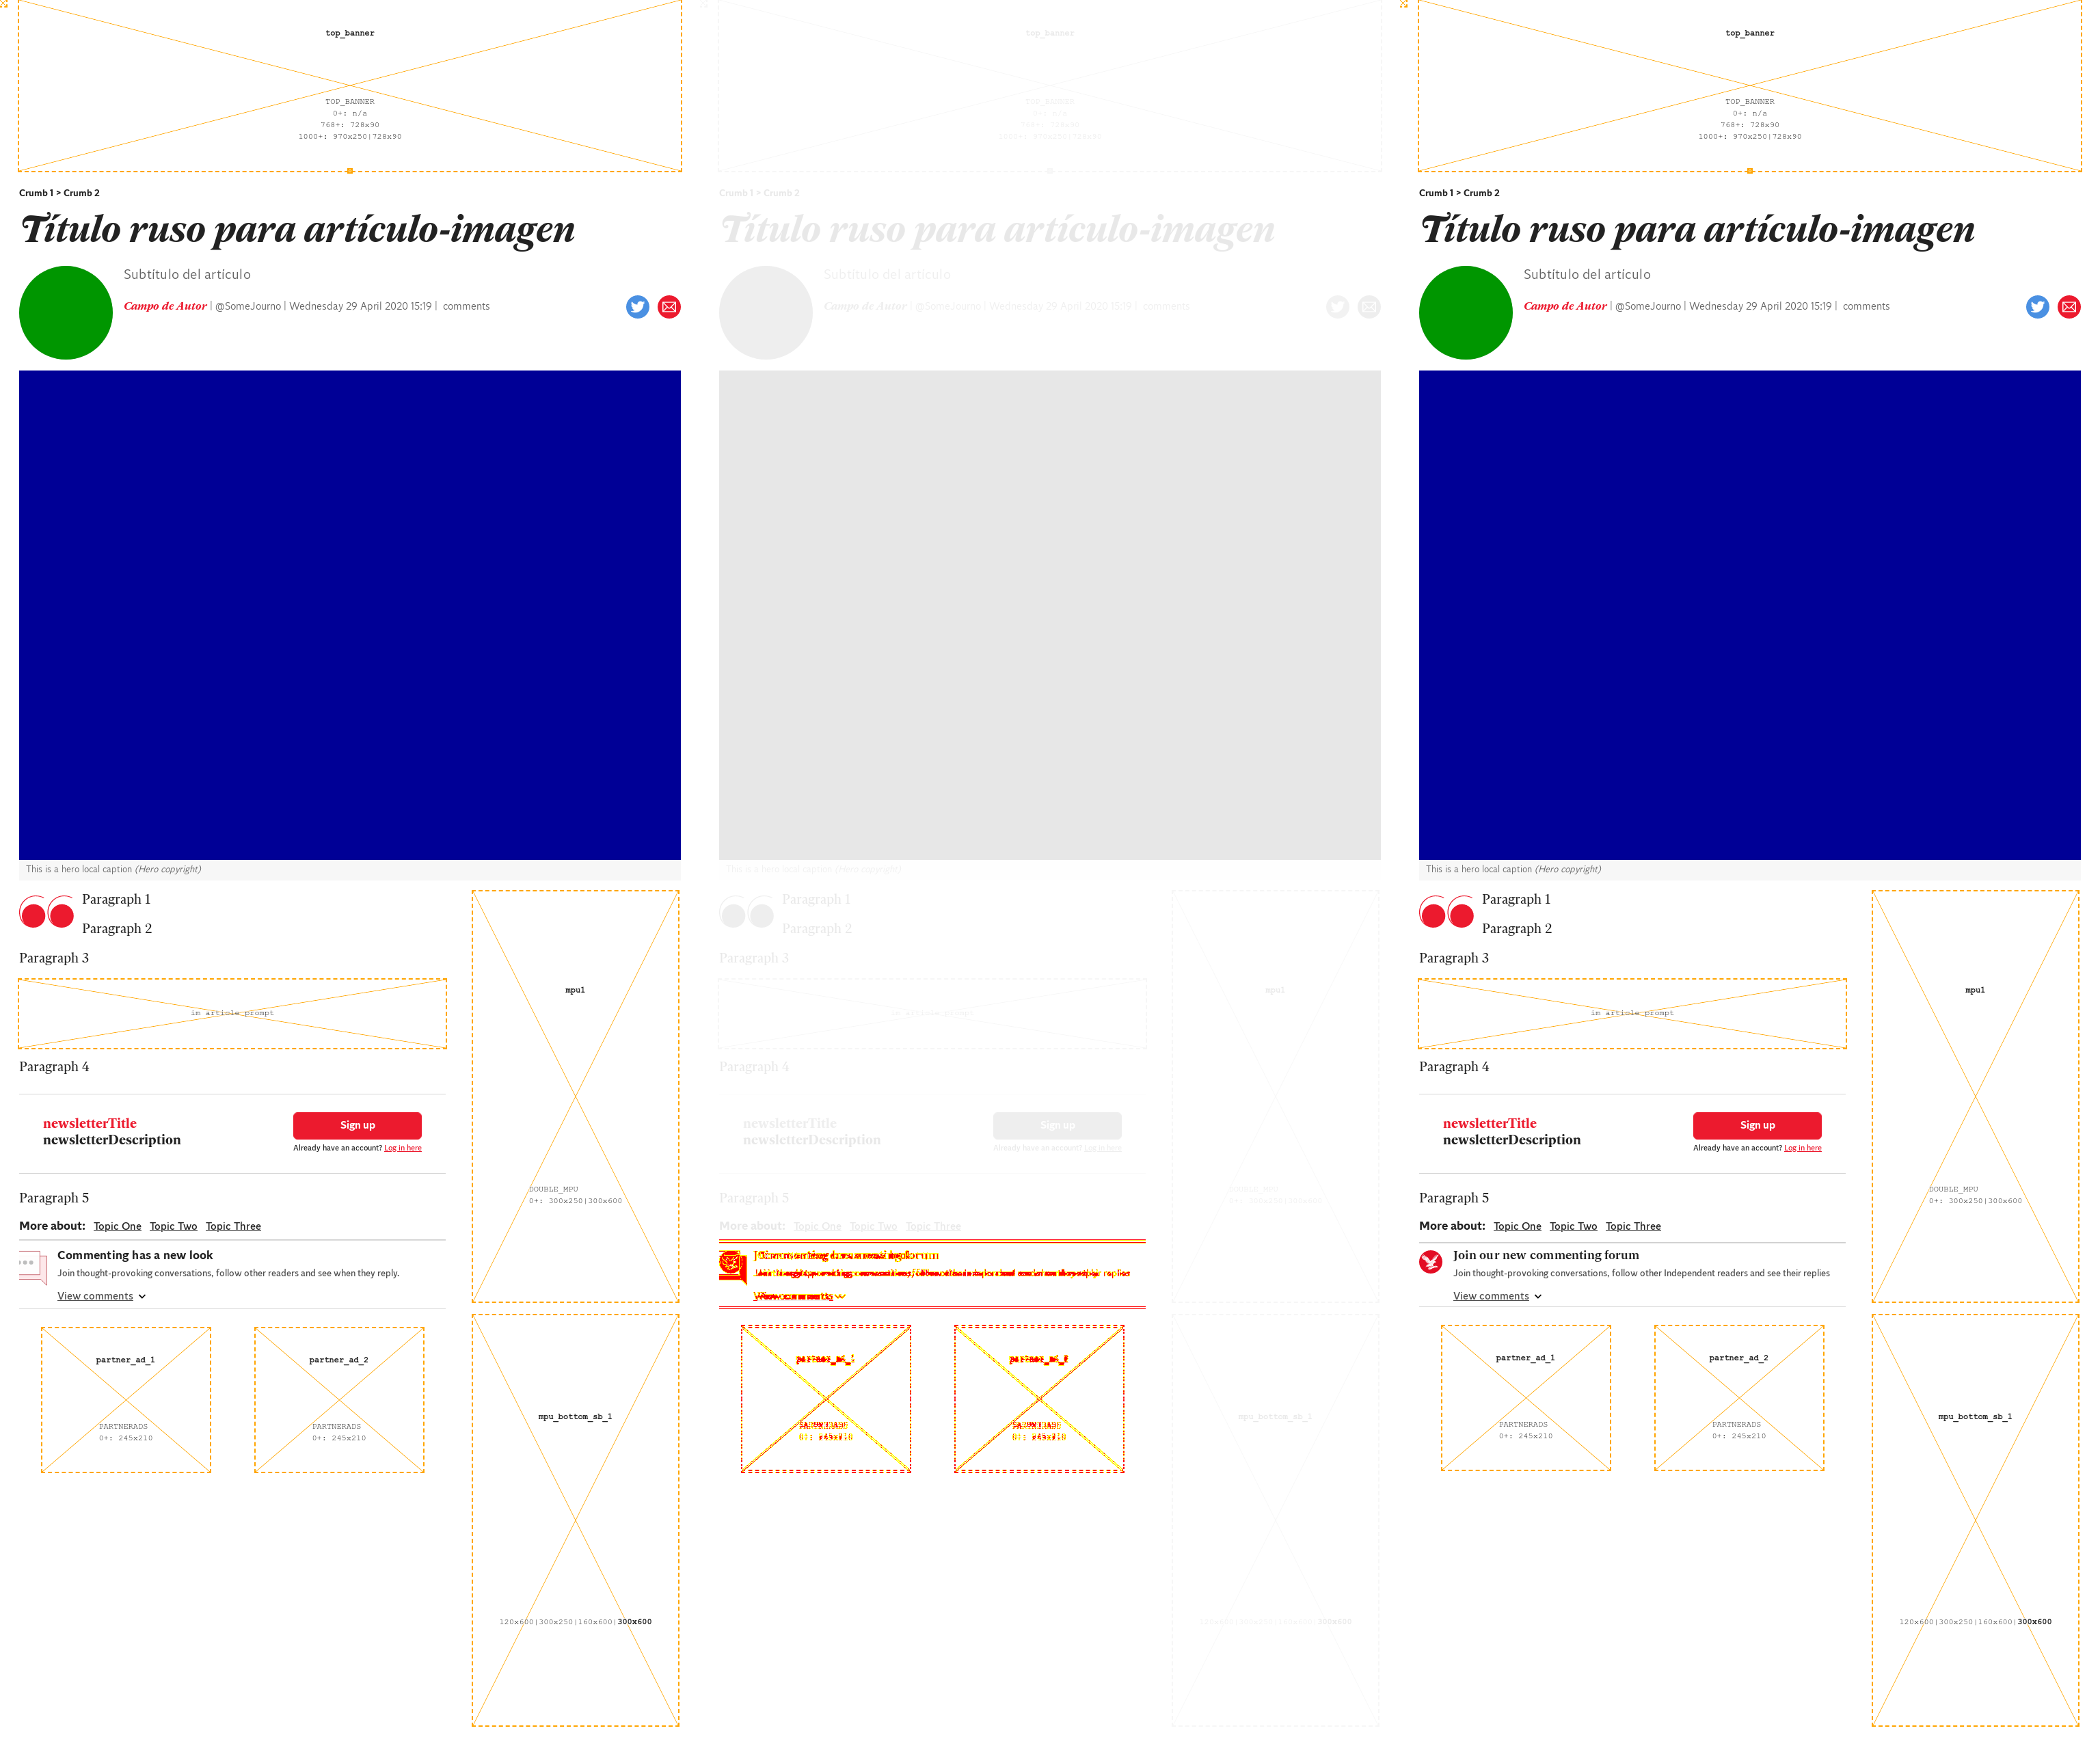 top_banner
TOP_BANNER
0+: n/a
768+: 728x90
1000+: 970x250|728x90
Crumb 1 > Crumb 2
Título ruso para artículo-imagen
Subtítulo del artículo
Campo de Autor | @SomeJourno | Wednesday 29 April 2020 15:19 | comments
This is a hero local caption (Hero copyright)
Paragraph 1
Paragraph 2
Paragraph 3
im article prompt
Paragraph 4
newsletterTitle
newsletterDescription
Sign up
Already have an account? Log in here
Paragraph 5
More about: Topic One Topic Two Topic Three
Commenting has a new look
Join thought-provoking conversations, follow other readers and see when they reply.
View comments
partner_ad_1
PARTNERADS
0+: 245x210
partner_ad_2
PARTNERADS
0+: 245x210
mpu1
DOUBLE_MPU
0+: 300x250|300x600
mpu_bottom_sb_1
120x600|300x250|160x600|300x600
top_banner
TOP_BANNER
0+: n/a
768+: 728x90
1000+: 970x250|728x90
Crumb 1 > Crumb 2
Título ruso para artículo-imagen
Subtítulo del artículo
Campo de Autor | @SomeJourno | Wednesday 29 April 2020 15:19 | comments
This is a hero local caption (Hero copyright)
Paragraph 1
Paragraph 2
Paragraph 3
im article prompt
Paragraph 4
newsletterTitle
newsletterDescription
Sign up
Already have an account? Log in here
Paragraph 5
More about: Topic One Topic Two Topic Three
mpu1
DOUBLE_MPU
0+: 300x250|300x600
mpu_bottom_sb_1
120x600|300x250|160x600|300x600
top_banner
TOP_BANNER
0+: n/a
768+: 728x90
1000+: 970x250|728x90
Crumb 1 > Crumb 2
Título ruso para artículo-imagen
Subtítulo del artículo
Campo de Autor | @SomeJourno | Wednesday 29 April 2020 15:19 | comments
This is a hero local caption (Hero copyright)
Paragraph 1
Paragraph 2
Paragraph 3
im article prompt
Paragraph 4
newsletterTitle
newsletterDescription
Sign up
Already have an account? Log in here
Paragraph 5
More about: Topic One Topic Two Topic Three
Join our new commenting forum
Join thought-provoking conversations, follow other Independent readers and see their replies
View comments
partner_ad_1
PARTNERADS
0+: 245x210
partner_ad_2
PARTNERADS
0+: 245x210
mpu1
DOUBLE_MPU
0+: 300x250|300x600
mpu_bottom_sb_1
120x600|300x250|160x600|300x600